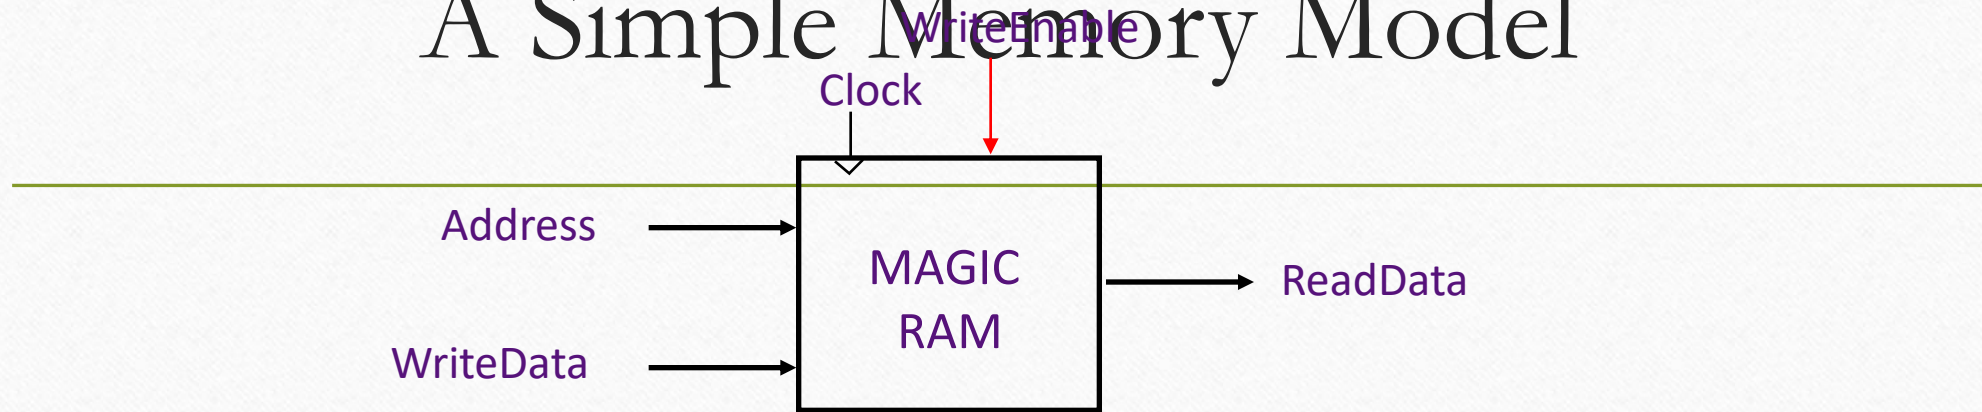 A Simple Memory Model
WriteEnable
Clock
Address
MAGIC
RAM
ReadData
WriteData